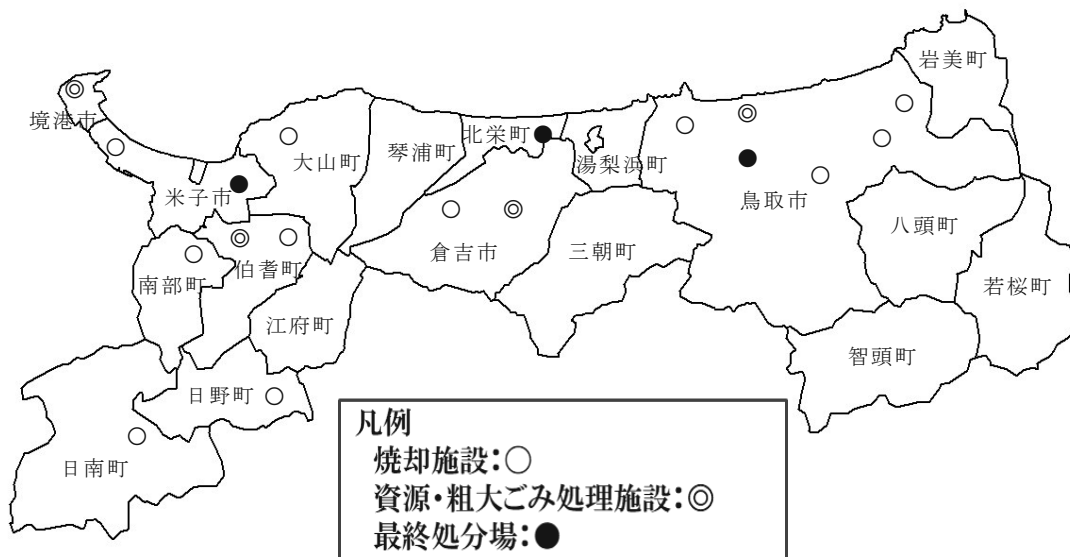 岩美町
境港市
北栄町
大山町
琴浦町
湯梨浜町
米子市
鳥取市
八頭町
倉吉市
三朝町
伯耆町
南部町
若桜町
江府町
智頭町
日野町
日南町
凡例
焼却施設:○
資源・粗大ごみ処理施設:◎
最終処分場:●